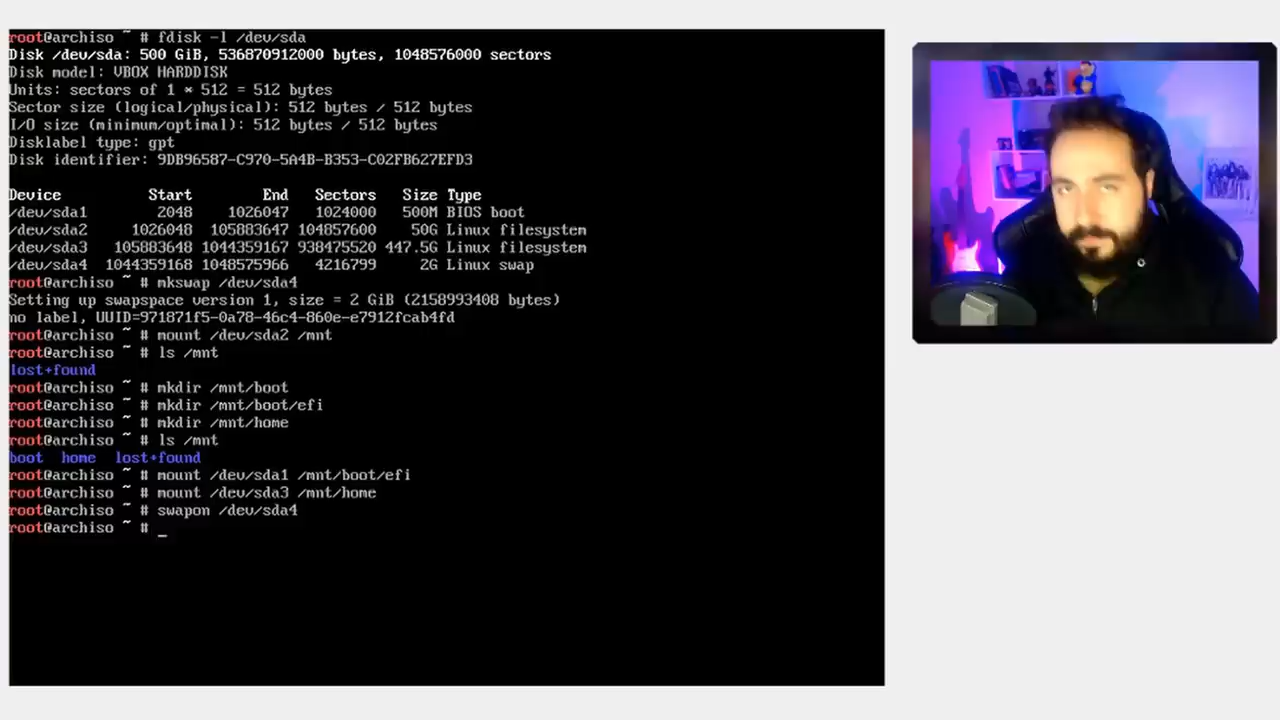 root@archiso ~ # fdisk -l /dev/sda
Disk /dev/sda: 500 GiB, 536870912000 bytes, 1048576000 sectors
Disk model: VBOX HARDDISK
Units: sectors of 1 * 512 = 512 bytes
Sector size (logical/physical): 512 bytes / 512 bytes
I/O size (minimum/optimal): 512 bytes / 512 bytes
Disklabel type: gpt
Disk identifier: 9DB96587-C970-5A4B-B353-C02FB627EFD3
Device Start End Sectors Size Type
/dev/sda1 2048 1026047 1024000 500M BIOS boot
/dev/sda2 1026048 105883647 104857600 50G Linux filesystem
/dev/sda3 105883648 1044359167 938475520 447.5G Linux filesystem
/dev/sda4 1044359168 1048575966 4216799 2G Linux swap
root@archiso ~ # mkswap /dev/sda4
Setting up swapspace version 1, size = 2 GiB (2158993408 bytes)
no label, UUID=971871f5-0a78-46c4-860e-e7912fcab4fd
root@archiso ~ # mount /dev/sda2 /mnt
root@archiso ~ # ls /mnt
lost+found
root@archiso ~ # mkdir /mnt/boot
root@archiso ~ # mkdir /mnt/boot/efi
root@archiso ~ # mkdir /mnt/home
root@archiso ~ # ls /mnt
boot home lost+found
root@archiso ~ # mount /dev/sda1 /mnt/boot/efi
root@archiso ~ # mount /dev/sda3 /mnt/home
root@archiso ~ # swapon /dev/sda4
root@archiso ~ # _